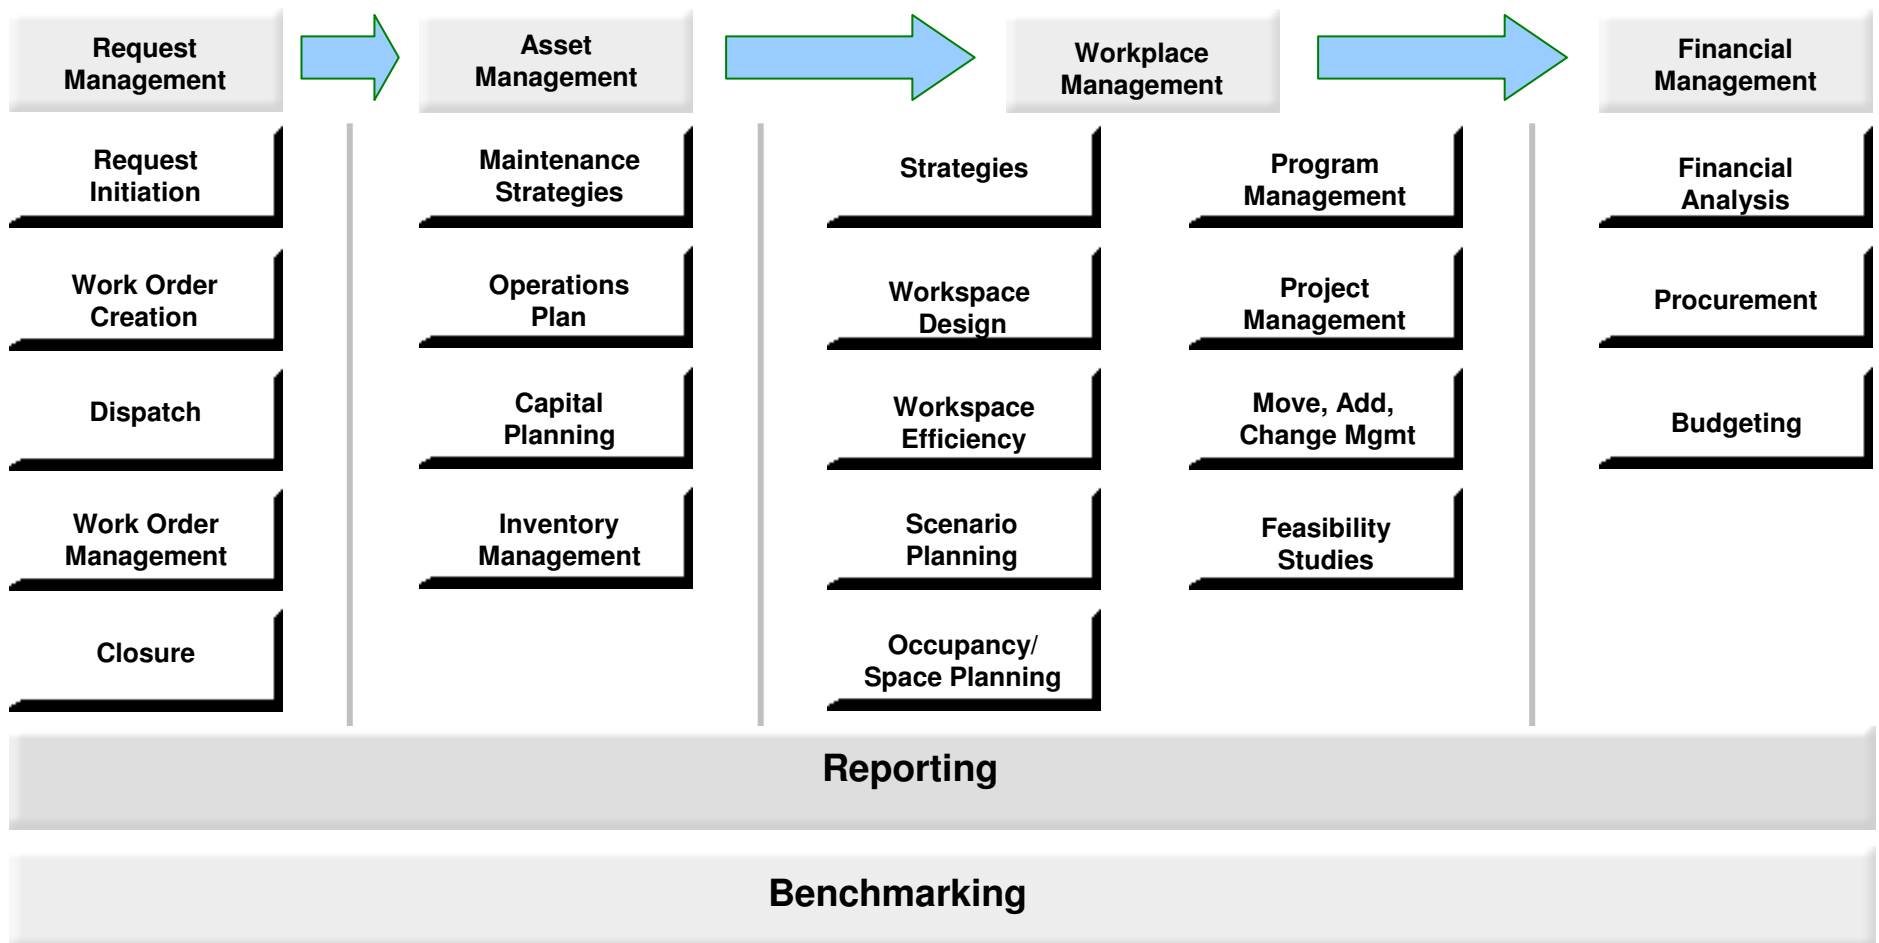 Request
Management
Asset
Management
Workplace
Management
Financial
Management
Request
Initiation
Work Order
Creation
Dispatch
Work Order
Management
Closure
Maintenance
Strategies
Operations
Plan
Capital
Planning
Inventory
Management
Strategies
Workspace
Design
Workspace
Efficiency
Scenario
Planning
Occupancy/
Space Planning
Program
Management
Project
Management
Move, Add,
Change Mgmt
Feasibility
Studies
Financial
Analysis
Procurement
Budgeting
Reporting
Benchmarking